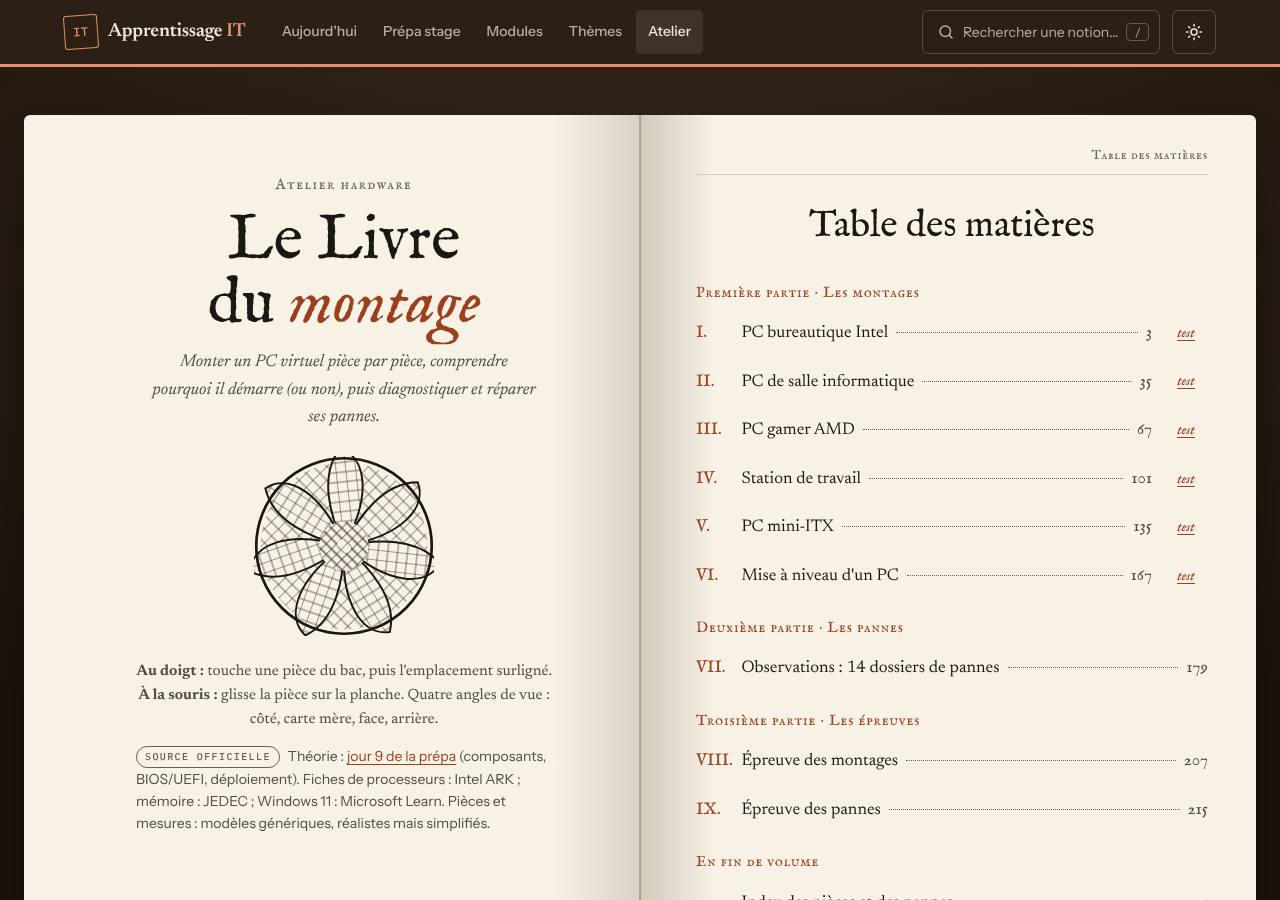 IT Apprentissage IT Aujourd'hui Prépa stage Modules Thèmes Atelier Rechercher une notion... /
Atelier hardware
Le Livre
du montage
Monter un PC virtuel pièce par pièce, comprendre
pourquoi il démarre (ou non), puis diagnostiquer et réparer
ses pannes.
Au doigt : touche une pièce du bac, puis l'emplacement surligné.
À la souris : glisse la pièce sur la planche. Quatre angles de vue :
côté, carte mère, face, arrière.
SOURCE OFFICIELLE Théorie : jour 9 de la prépa (composants,
BIOS/UEFI, déploiement). Fiches de processeurs : Intel ARK ;
mémoire : JEDEC ; Windows 11 : Microsoft Learn. Pièces et
mesures : modèles génériques, réalistes mais simplifiés.
Table des matières
Table des matières
Première partie · Les montages
I. PC bureautique Intel 3 test
II. PC de salle informatique 35 test
III. PC gamer AMD 67 test
IV. Station de travail 101 test
V. PC mini-ITX 135 test
VI. Mise à niveau d'un PC 167 test
Deuxième partie · Les pannes
VII. Observations : 14 dossiers de pannes 179
Troisième partie · Les épreuves
VIII. Épreuve des montages 207
IX. Épreuve des pannes 215
En fin de volume